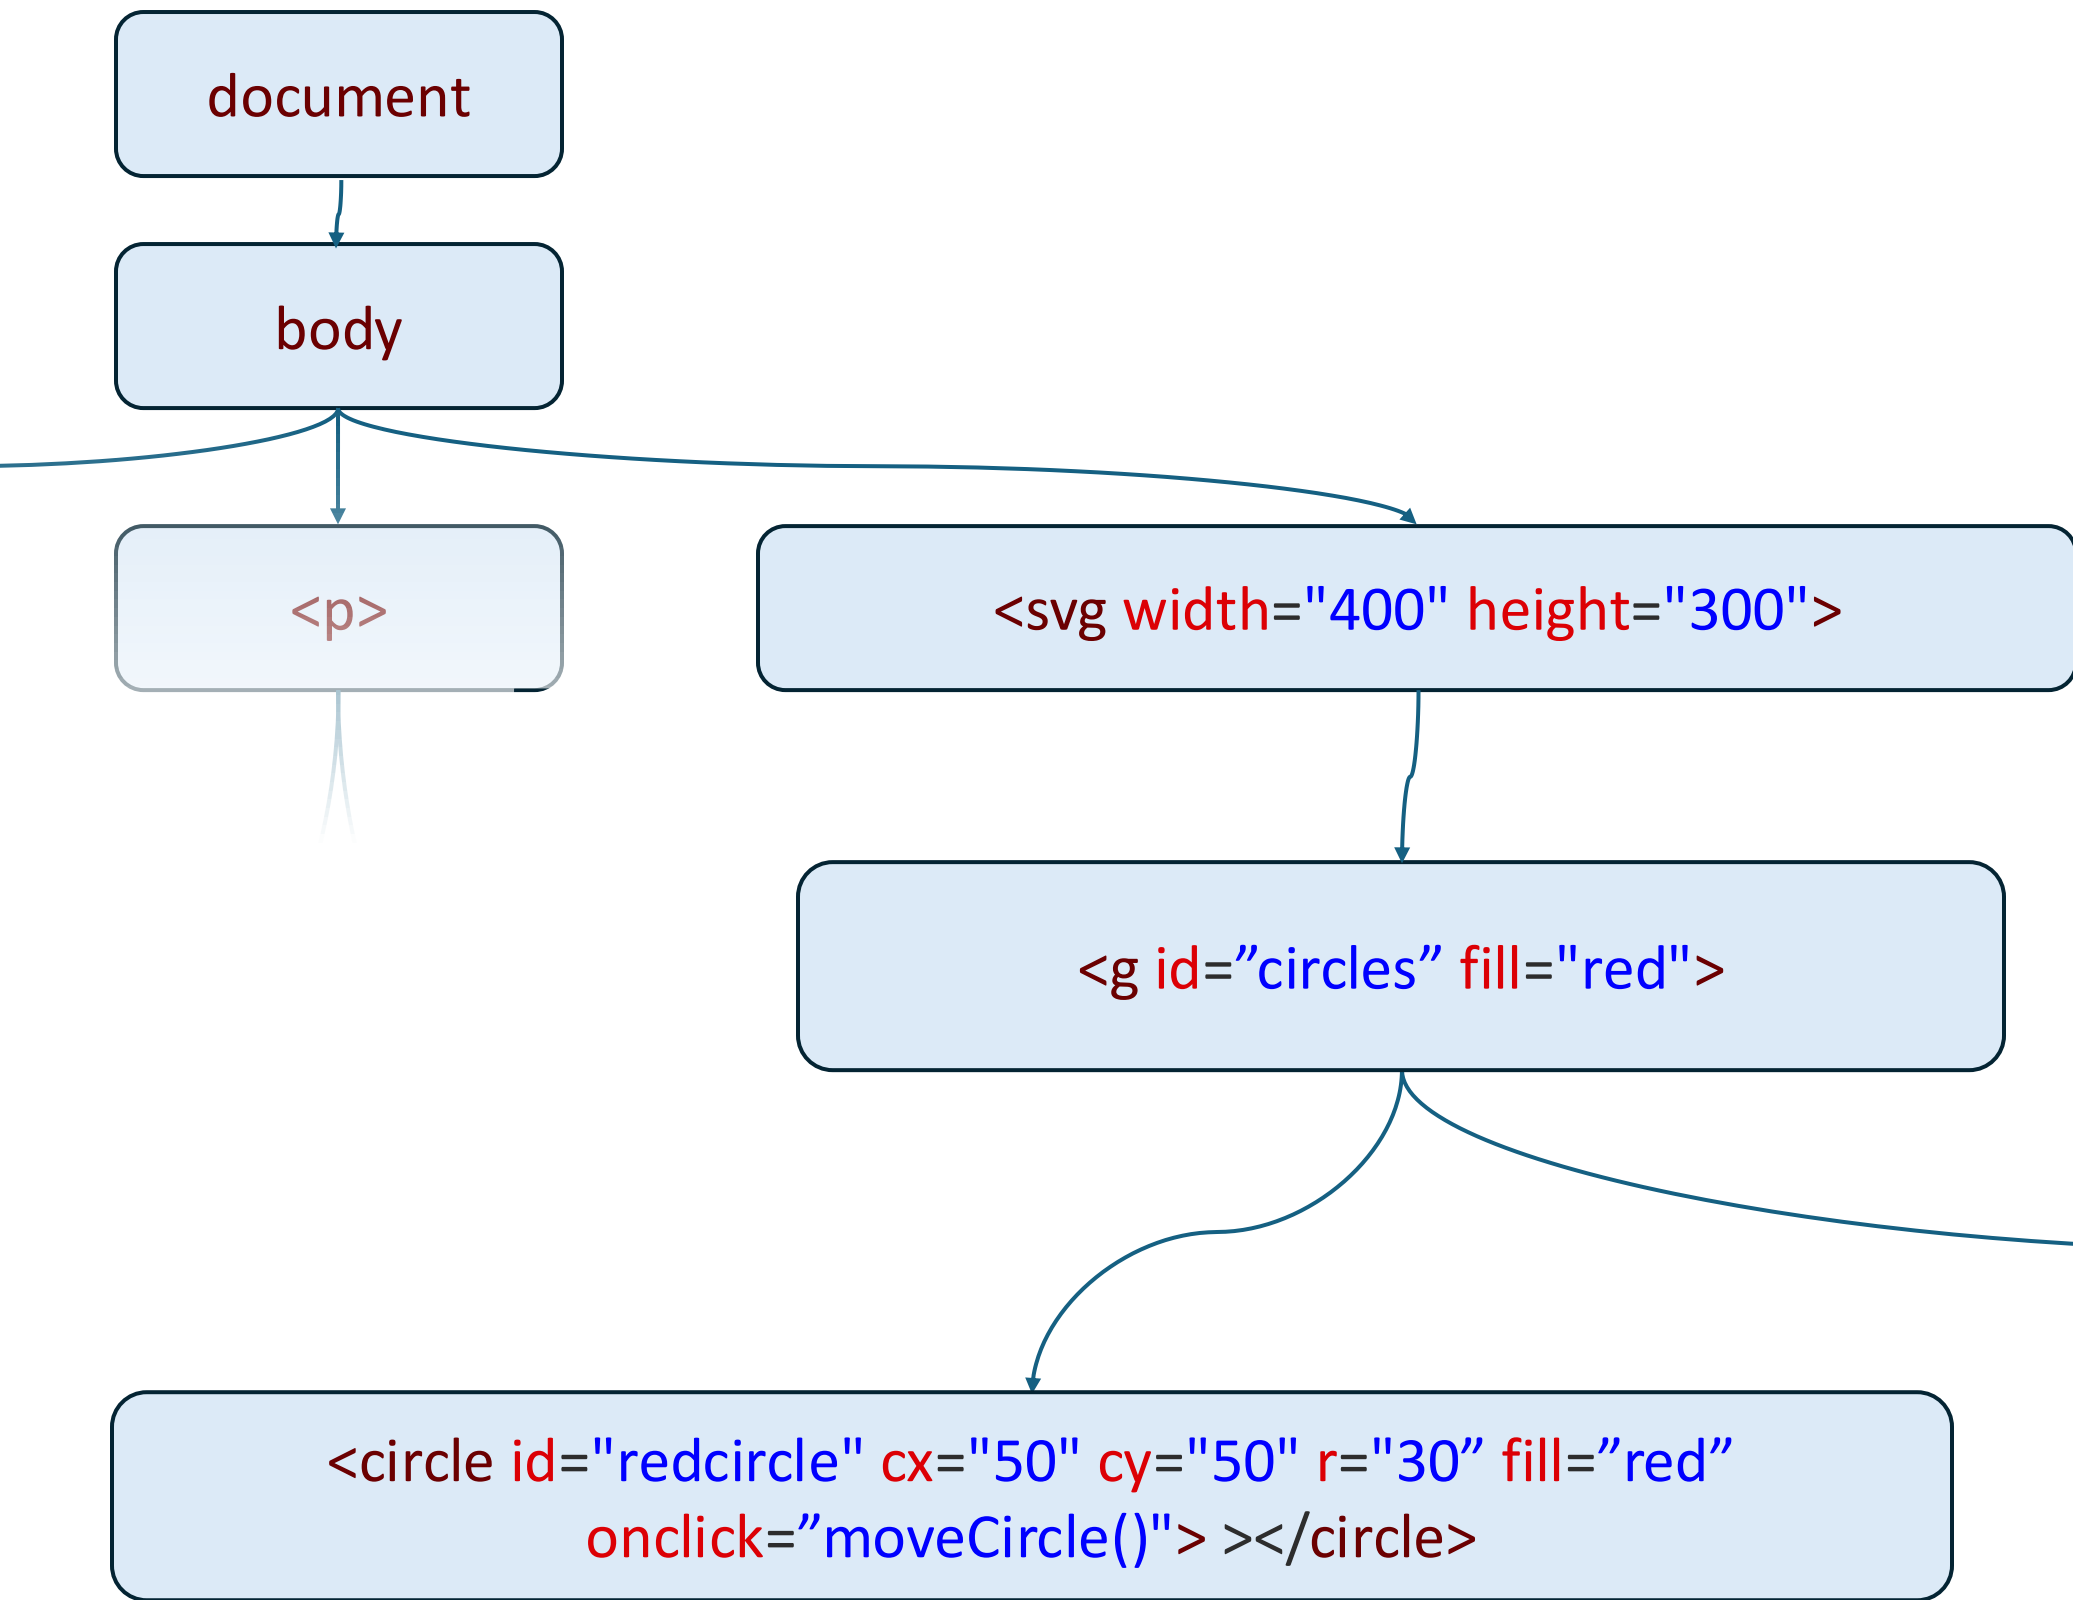 document
body
<p>
<svg width="400" height="300">
<g id=”circles” fill="red">
<circle id="redcircle" cx="50" cy="50" r="30” fill=”red”
onclick=”moveCircle()"> ></circle>